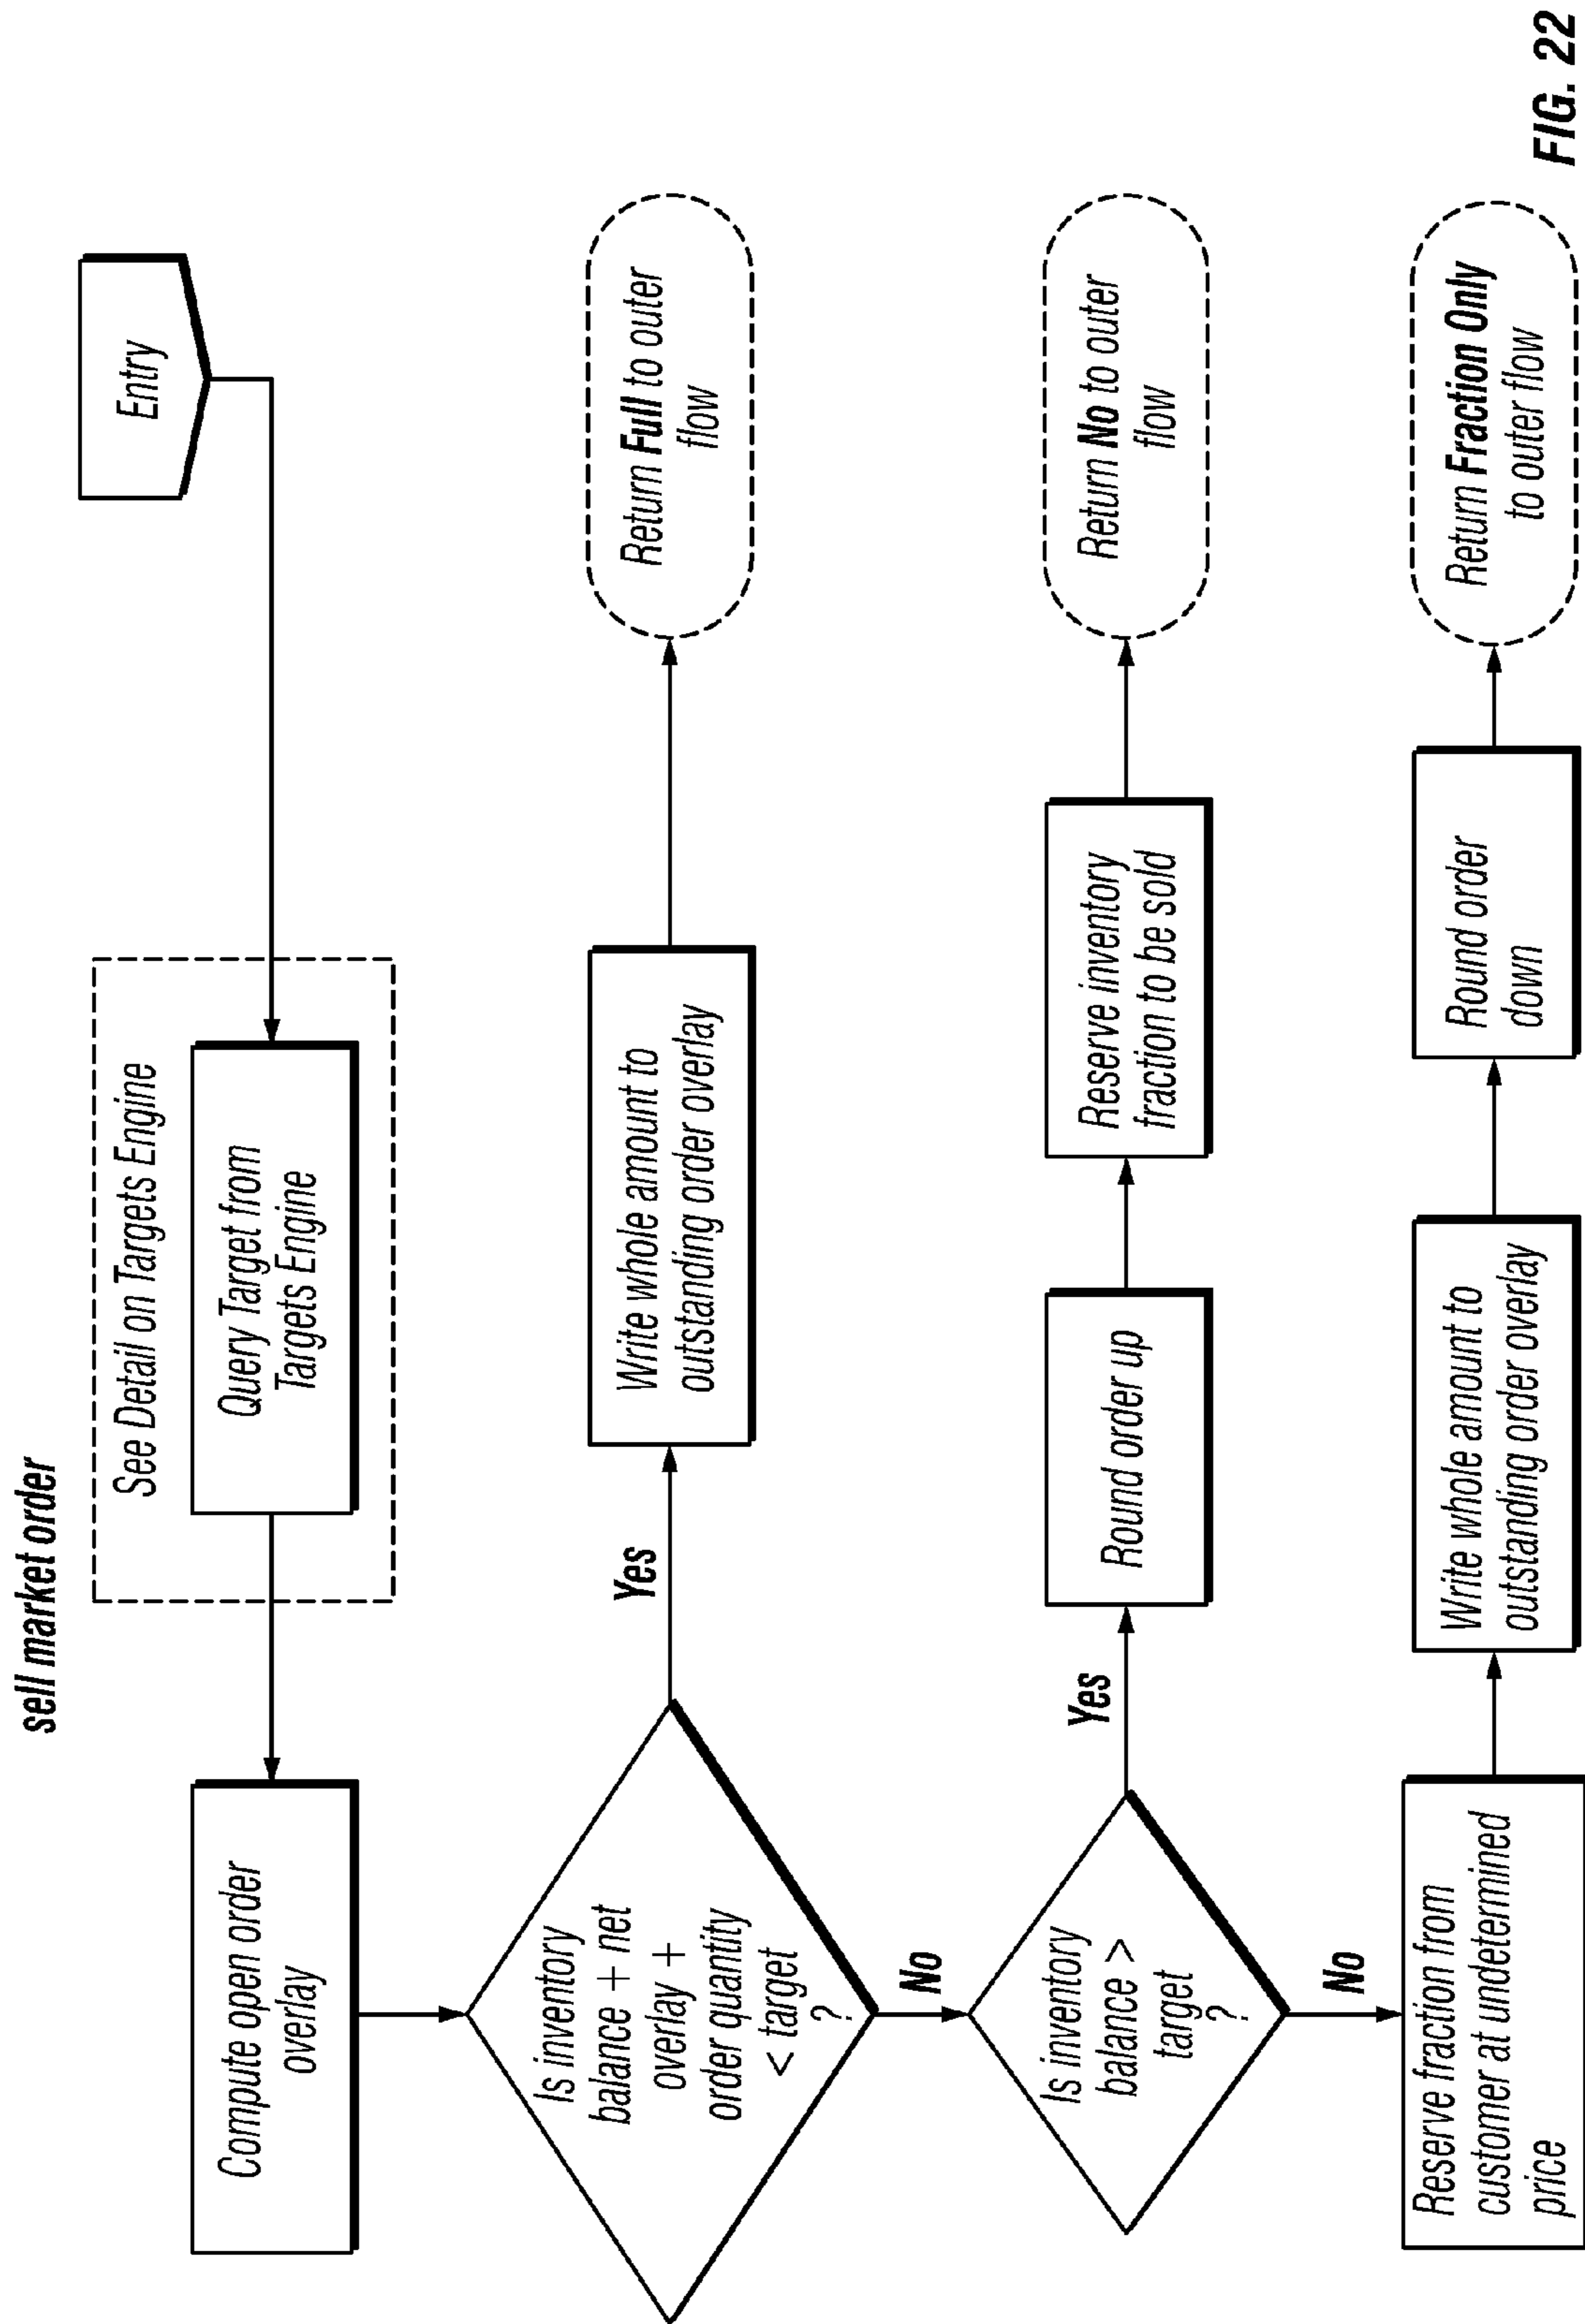 sell market order
Entry
See Detail on Targets Engine
Query Target from
Targets Engine
Compute open order
overlay
Is inventory
balance + net
overlay +
order quantity
< target
?
Yes
Write whole amount to
outstanding order overlay
Return Full to outer
flow
No
Is inventory
balance >
target
?
Yes
Round order up
Reserve inventory
fraction to be sold
Return No to outer
flow
No
Reserve fraction from
customer at undetermined
price
Write whole amount to
outstanding order overlay
Round order
down
Return Fraction Only
to outer flow
FIG. 22